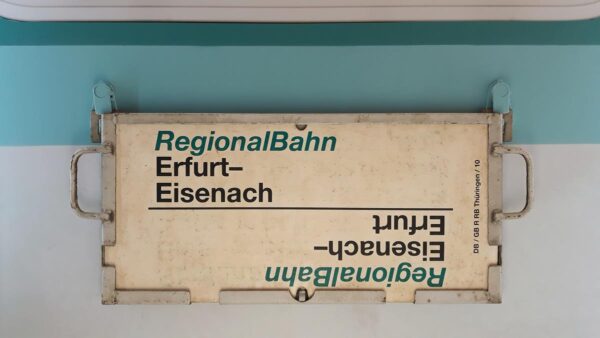 RegionalBahn
Erfurt–
Eisenach
RegionalBahn
Eisenach–
Erfurt
DB / GB R RB Thüringen / 10